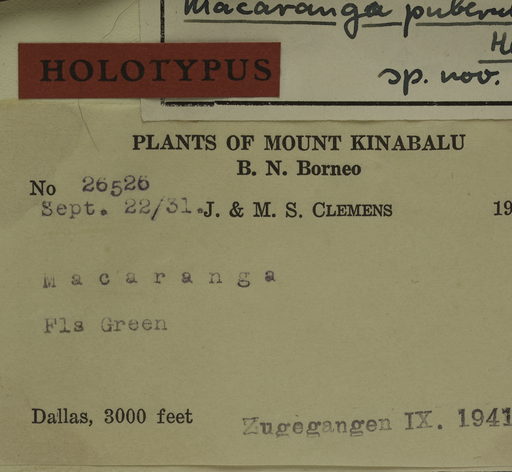 Macaranga
sp. nov.
HOLOTYPUS
PLANTS OF MOUNT KINABALU
B. N. Borneo
No 26526
Sept. 22/31. J. & M. S. CLEMENS 19
Macaranga
Fls Green
Dallas, 3000 feet
Zugegangen IX. 1941